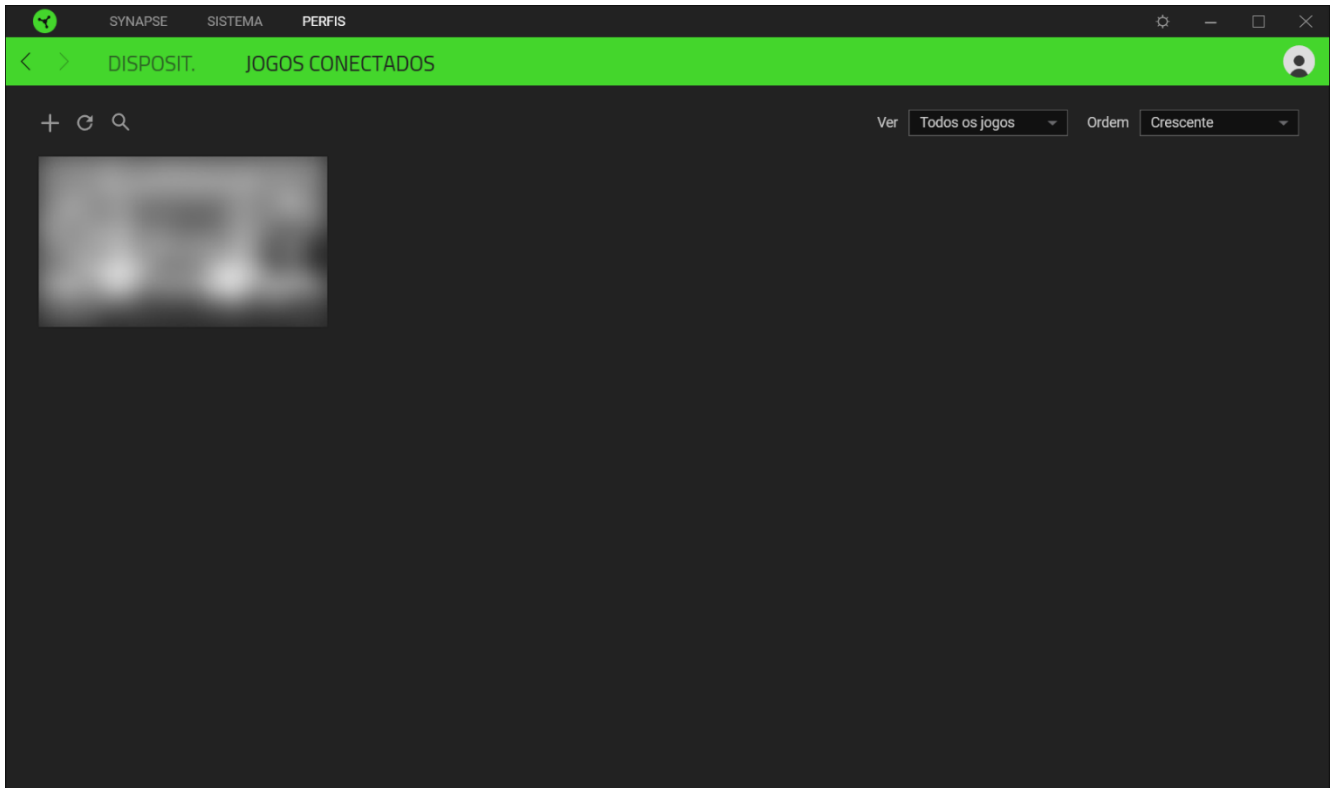 SYNAPSE SISTEMA PERFIS
DISPOSIT. JOGOS CONECTADOS
Ver Todos os jogos Ordem Crescente